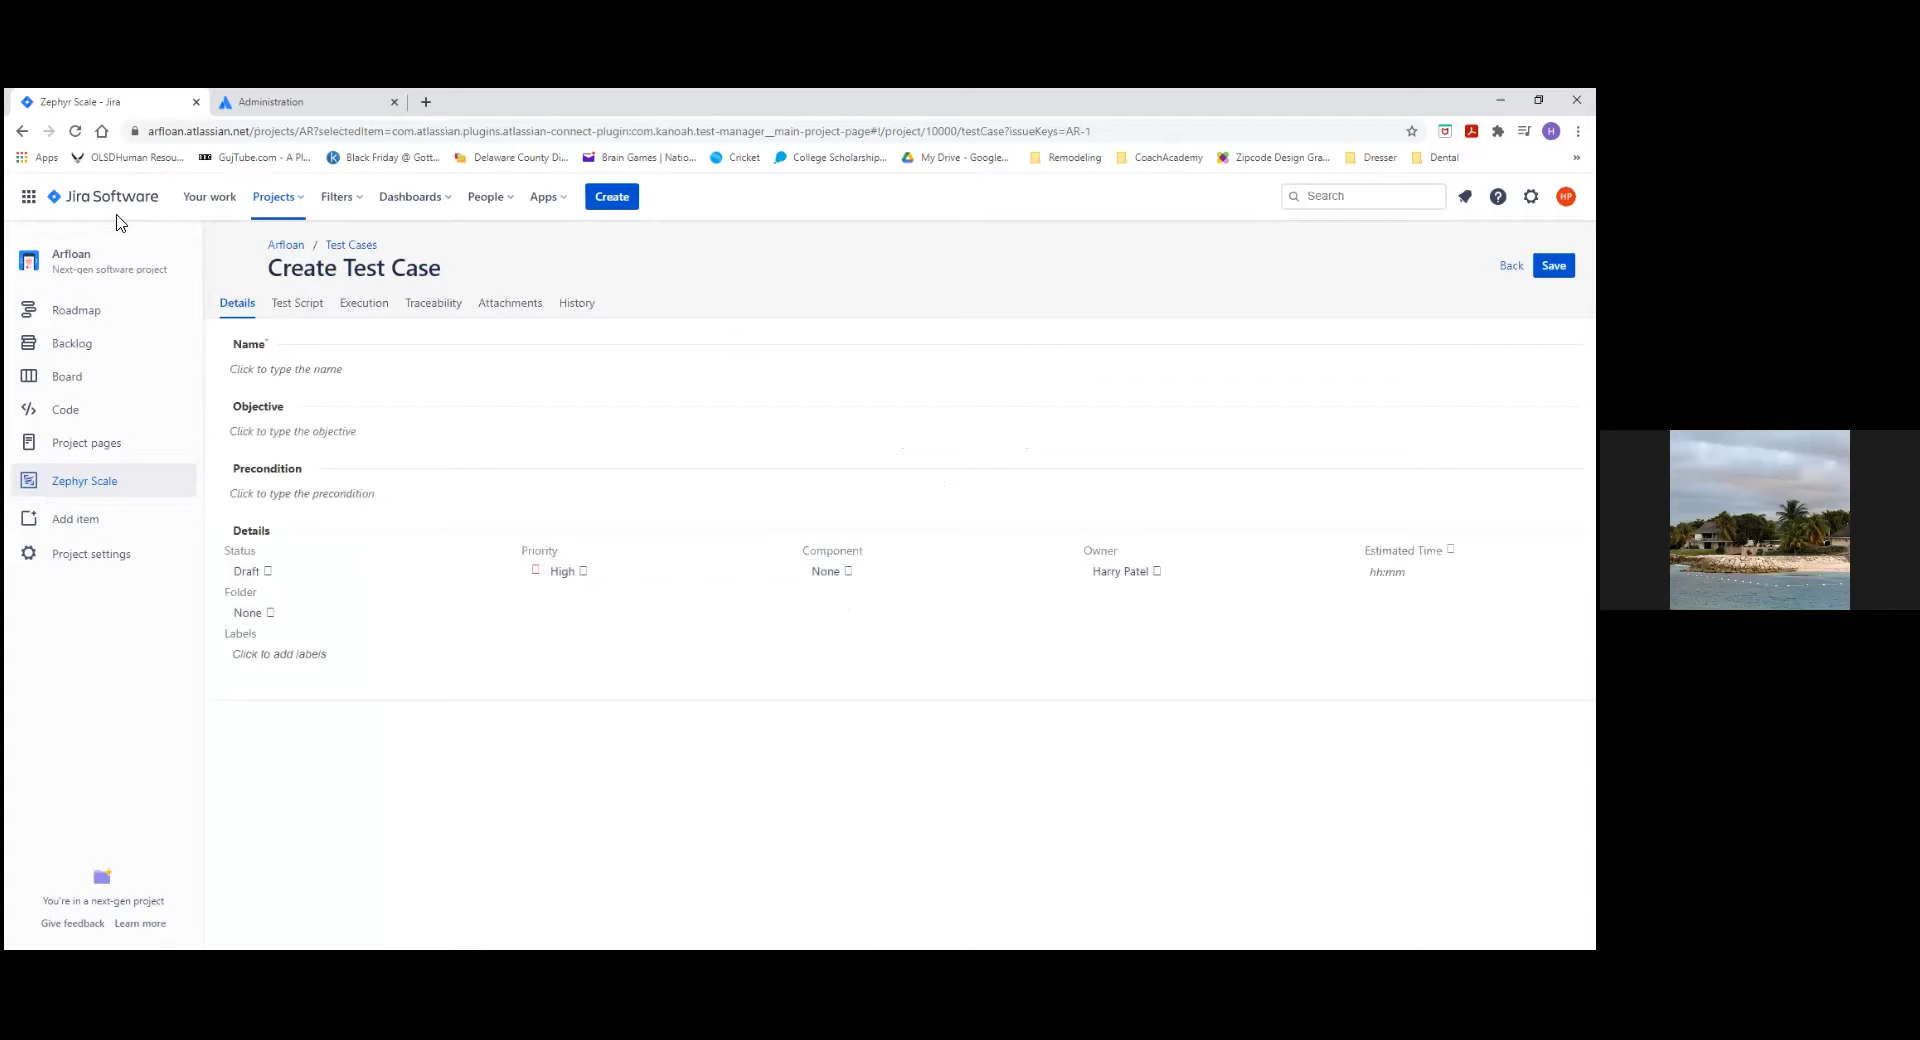 Zephyr Scale - Jira
Administration
arfloan.atlassian.net/projects/AR?selectedItem=com.atlassian.plugins.atlassian-connect-plugin:com.kanoah.test-manager__main-project-page#!/project/10000/testCase?issueKeys=AR-1
H
Apps OLSDHuman Resou... GujTube.com - A Pl... Black Friday @ Gott... Delaware County Di... Brain Games | Natio... Cricket College Scholarship... My Drive - Google... Remodeling CoachAcademy Zipcode Design Gra... Dresser Dental »
Jira Software Your work Projects Filters Dashboards People Apps Create Search HP
Arfloan
Next-gen software project
Roadmap
Backlog
Board
Code
Project pages
Zephyr Scale
Add item
Project settings
You're in a next-gen project
Give feedback Learn more
Arfloan / Test Cases
Create Test Case
Back Save
Details Test Script Execution Traceability Attachments History
Name*
Click to type the name
Objective
Click to type the objective
Precondition
Click to type the precondition
Details
Status Priority Component Owner Estimated Time
Draft High None Harry Patel hh:mm
Folder
None
Labels
Click to add labels